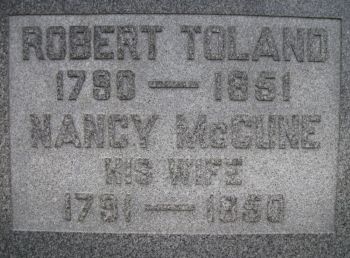 ROBERT TOLAND
1790 — 1851
NANCY McCUNE
HIS WIFE
1791 — 1850